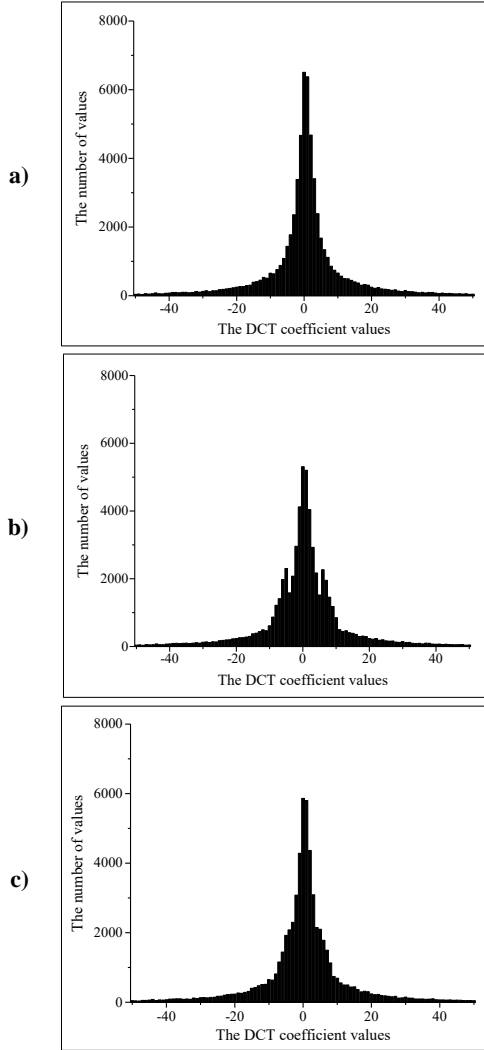 a)
The number of values
8000
6000
4000
2000
0
-40 -20 0 20 40
The DCT coefficient values
b)
The number of values
8000
6000
4000
2000
0
-40 -20 0 20 40
The DCT coefficient values
c)
The number of values
8000
6000
4000
2000
0
-40 -20 0 20 40
The DCT coefficient values